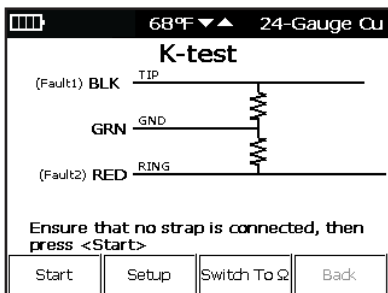 68°F▼▲ 24-Gauge Cu
K-test
(Fault1) BLK TIP
GRN GND
(Fault2) RED RING
Ensure that no strap is connected, then
press <Start>
Start Setup Switch To Ω Back